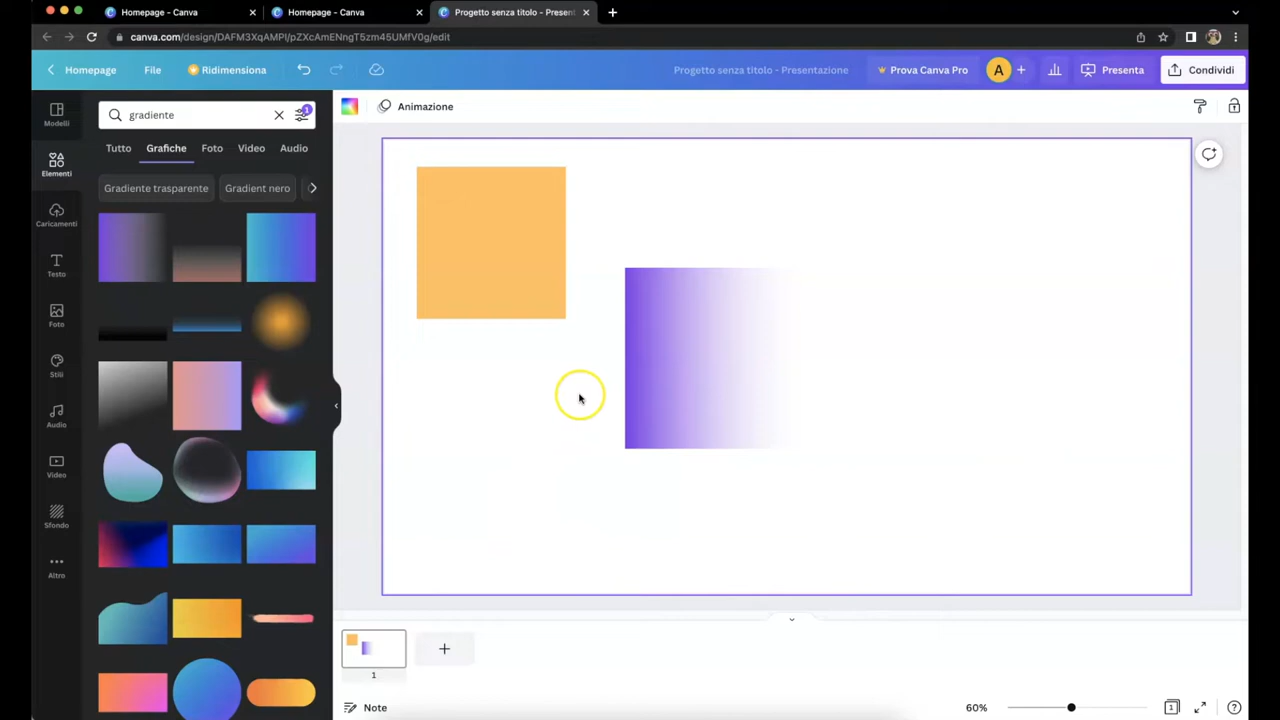 Homepage - Canva
Homepage - Canva
Progetto senza titolo - Present
canva.com/design/DAFM3XqAMPI/pZXcAmENngT5zm45UMfV0g/edit
Homepage
File
Ridimensiona
Progetto senza titolo - Presentazione
Prova Canva Pro
A
Presenta
Condividi
Modelli
gradiente
1
Animazione
Tutto
Grafiche
Foto
Video
Audio
Elementi
Gradiente trasparente
Gradient nero
Caricamenti
Testo
Foto
Stili
Audio
Video
Sfondo
Altro
1
Note
60%
1